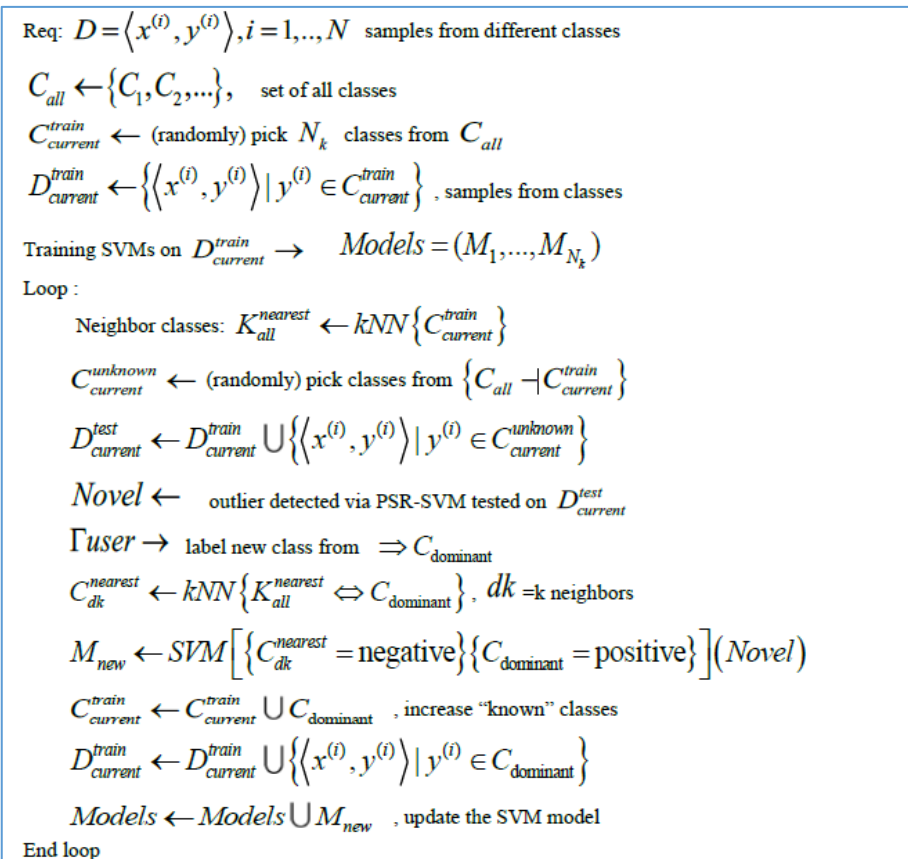 Req: D = ⟨x^(i), y^(i)⟩, i = 1,.., N samples from different classes
C_all ← {C_1, C_2, ...}, set of all classes
C_current^train ← (randomly) pick N_k classes from C_all
D_current^train ← {⟨x^(i), y^(i)⟩ | y^(i) ∈ C_current^train} , samples from classes
Training SVMs on D_current^train → Models = (M_1, ..., M_{N_k})
Loop :
Neighbor classes: K_all^nearest ← kNN{C_current^train}
C_current^unknown ← (randomly) pick classes from {C_all ⊣ C_current^train}
D_current^test ← D_current^train ∪ {⟨x^(i), y^(i)⟩ | y^(i) ∈ C_current^unknown}
Novel ← outlier detected via PSR-SVM tested on D_current^test
Γuser → label new class from ⇒ C_dominant
C_dk^nearest ← kNN{K_all^nearest ⇔ C_dominant}, dk =k neighbors
M_new ← SVM[{C_dk^nearest = negative}{C_dominant = positive}](Novel)
C_current^train ← C_current^train ∪ C_dominant , increase “known” classes
D_current^train ← D_current^train ∪ {⟨x^(i), y^(i)⟩ | y^(i) ∈ C_dominant}
Models ← Models ∪ M_new , update the SVM model
End loop